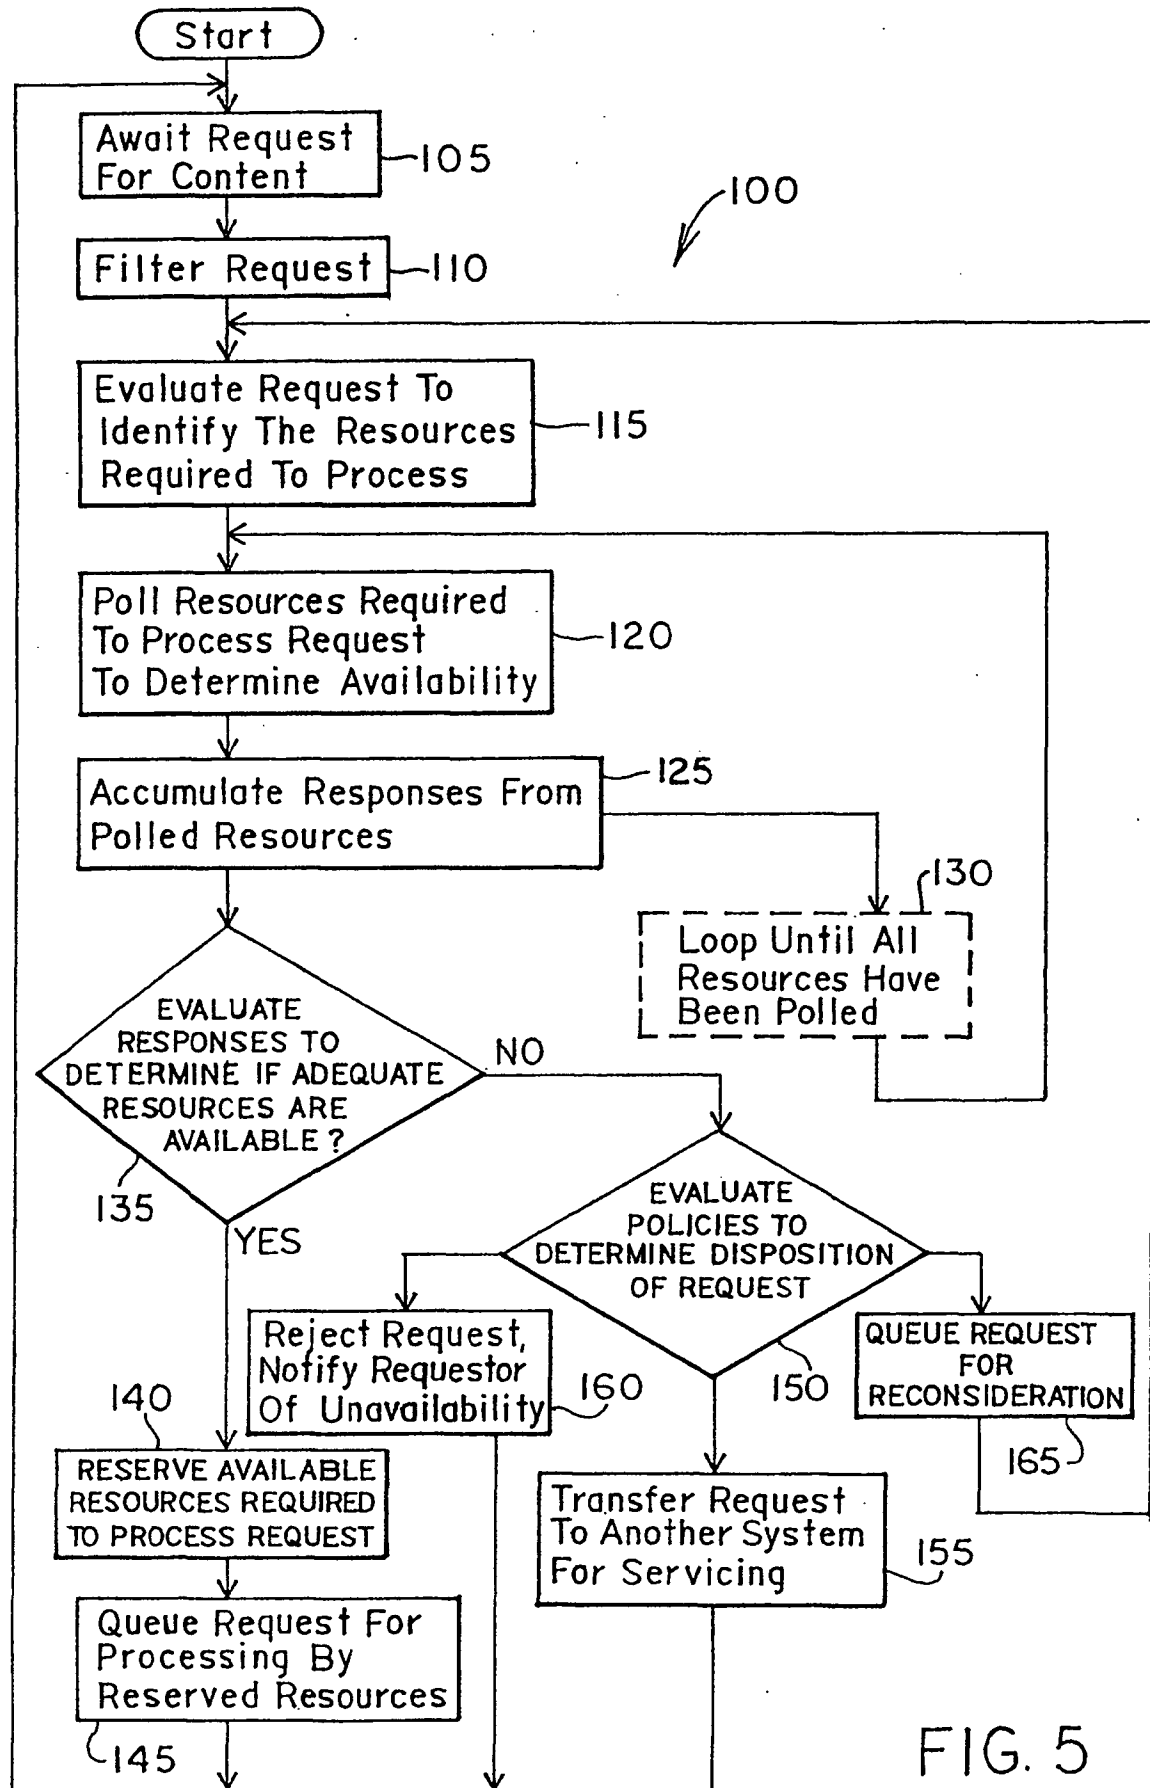 Start
Await Request
For Content
105
100
Filter Request
110
Evaluate Request To
Identify The Resources
Required To Process
115
Poll Resources Required
To Process Request
To Determine Availability
120
Accumulate Responses From
Polled Resources
125
130
Loop Until All
Resources Have
Been Polled
EVALUATE
RESPONSES TO
DETERMINE IF ADEQUATE
RESOURCES ARE
AVAILABLE?
NO
135
YES
EVALUATE
POLICIES TO
DETERMINE DISPOSITION
OF REQUEST
150
Reject Request,
Notify Requestor
Of Unavailability
160
QUEUE REQUEST
FOR
RECONSIDERATION
165
140
RESERVE AVAILABLE
RESOURCES REQUIRED
TO PROCESS REQUEST
Transfer Request
To Another System
For Servicing
155
Queue Request For
Processing By
Reserved Resources
145
FIG. 5